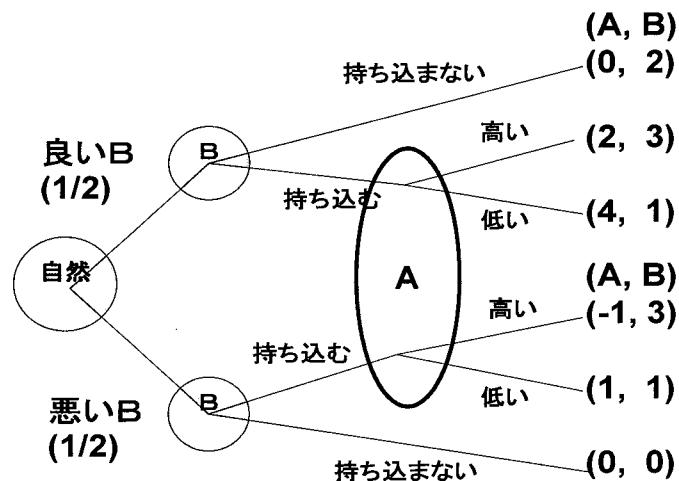 (A, B)
持ち込まない
(0, 2)
良いB
(1/2)
B
高い
(2, 3)
持ち込む
低い
(4, 1)
自然
A
(A, B)
高い
(-1, 3)
持ち込む
低い
(1, 1)
悪いB
(1/2)
B
持ち込まない
(0, 0)